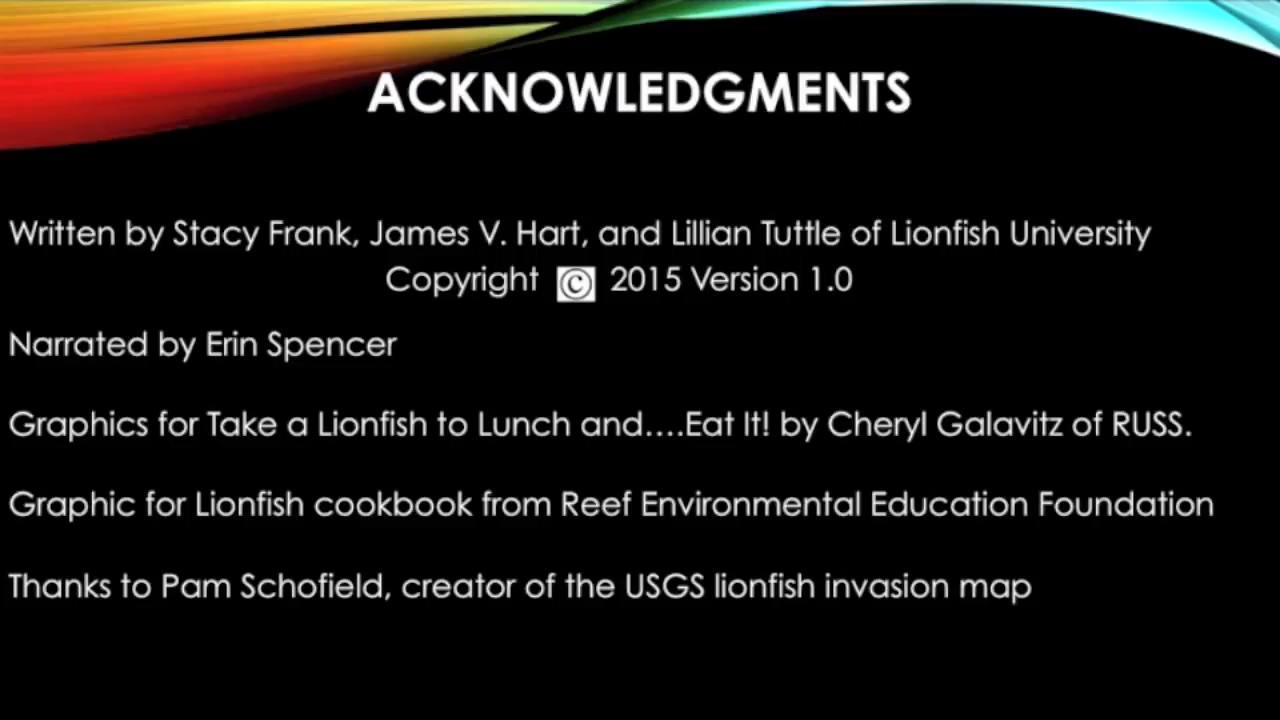 ACKNOWLEDGMENTS
Written by Stacy Frank, James V. Hart, and Lillian Tuttle of Lionfish University
Copyright © 2015 Version 1.0
Narrated by Erin Spencer
Graphics for Take a Lionfish to Lunch and....Eat It! by Cheryl Galavitz of RUSS.
Graphic for Lionfish cookbook from Reef Environmental Education Foundation
Thanks to Pam Schofield, creator of the USGS lionfish invasion map